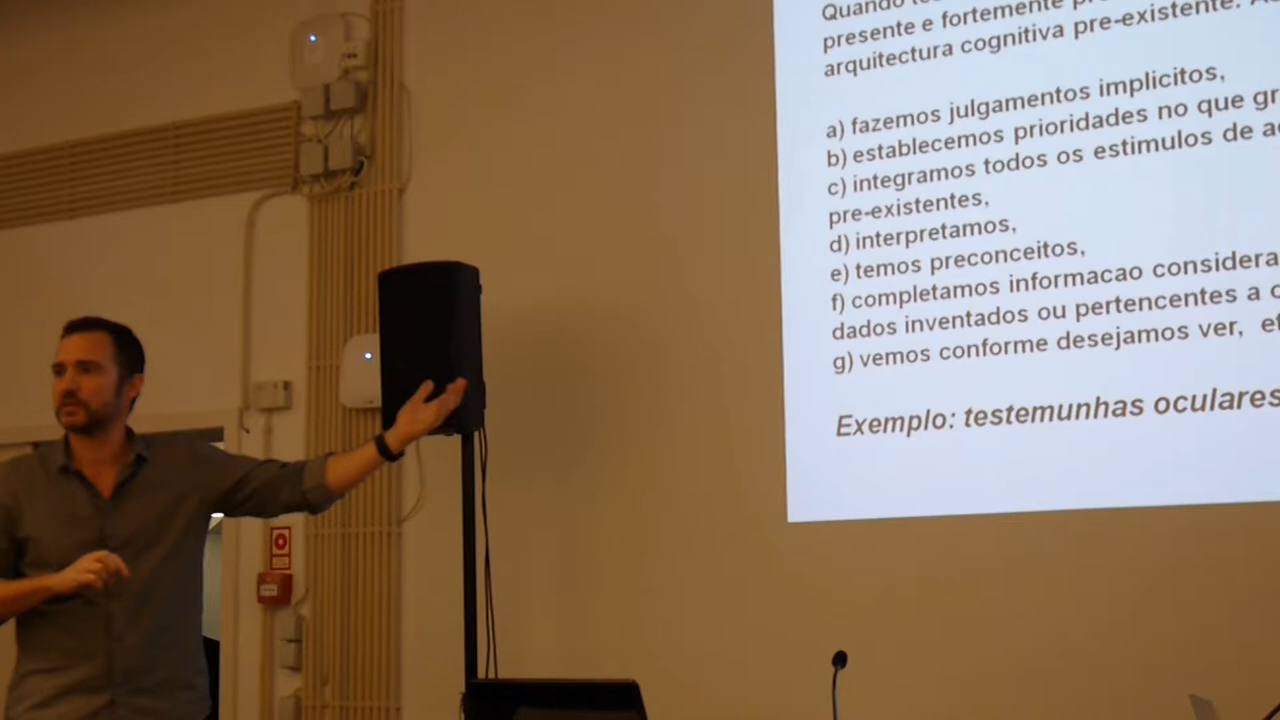 Quando
presente e fortemente
arquitectura cognitiva pre-existente.
a) fazemos julgamentos implicitos,
b) establecemos prioridades no que
c) integramos todos os estimulos de
pre-existentes,
d) interpretamos,
e) temos preconceitos,
f) completamos informacao
dados inventados ou pertencentes a
g) vemos conforme desejamos ver,
Exemplo: testemunhas oculares